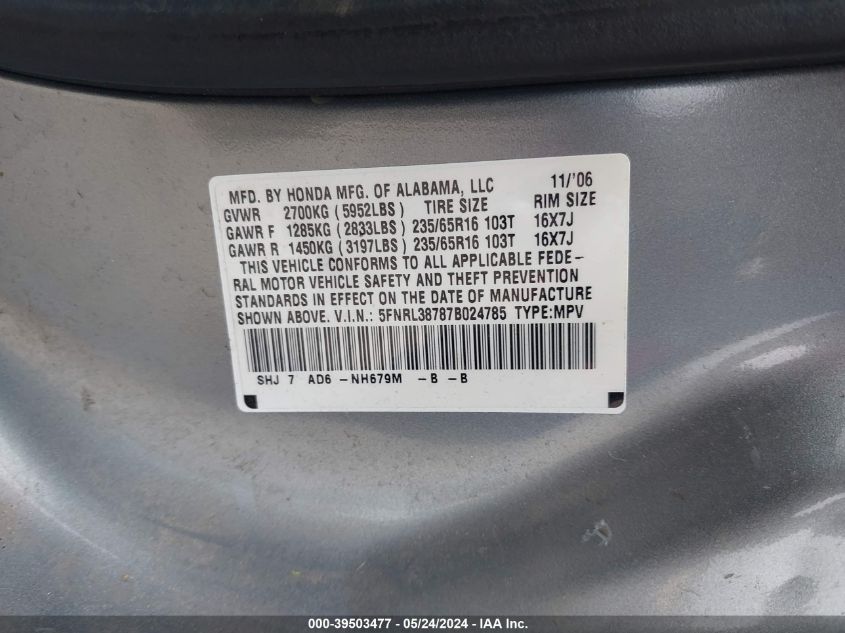 MFD. BY HONDA MFG. OF ALABAMA, LLC 11/'06
GVWR 2700KG (5952LBS) TIRE SIZE RIM SIZE
GAWR F 1285KG (2833LBS) 235/65R16 103T 16X7J
GAWR R 1450KG (3197LBS) 235/65R16 103T 16X7J
THIS VEHICLE CONFORMS TO ALL APPLICABLE FEDE-
RAL MOTOR VEHICLE SAFETY AND THEFT PREVENTION
STANDARDS IN EFFECT ON THE DATE OF MANUFACTURE
SHOWN ABOVE. V.I.N.: 5FNRL38787B024785 TYPE:MPV
SHJ 7 AD6 -NH679M -B -B
000-39503477 - 05/24/2024 - IAA Inc.